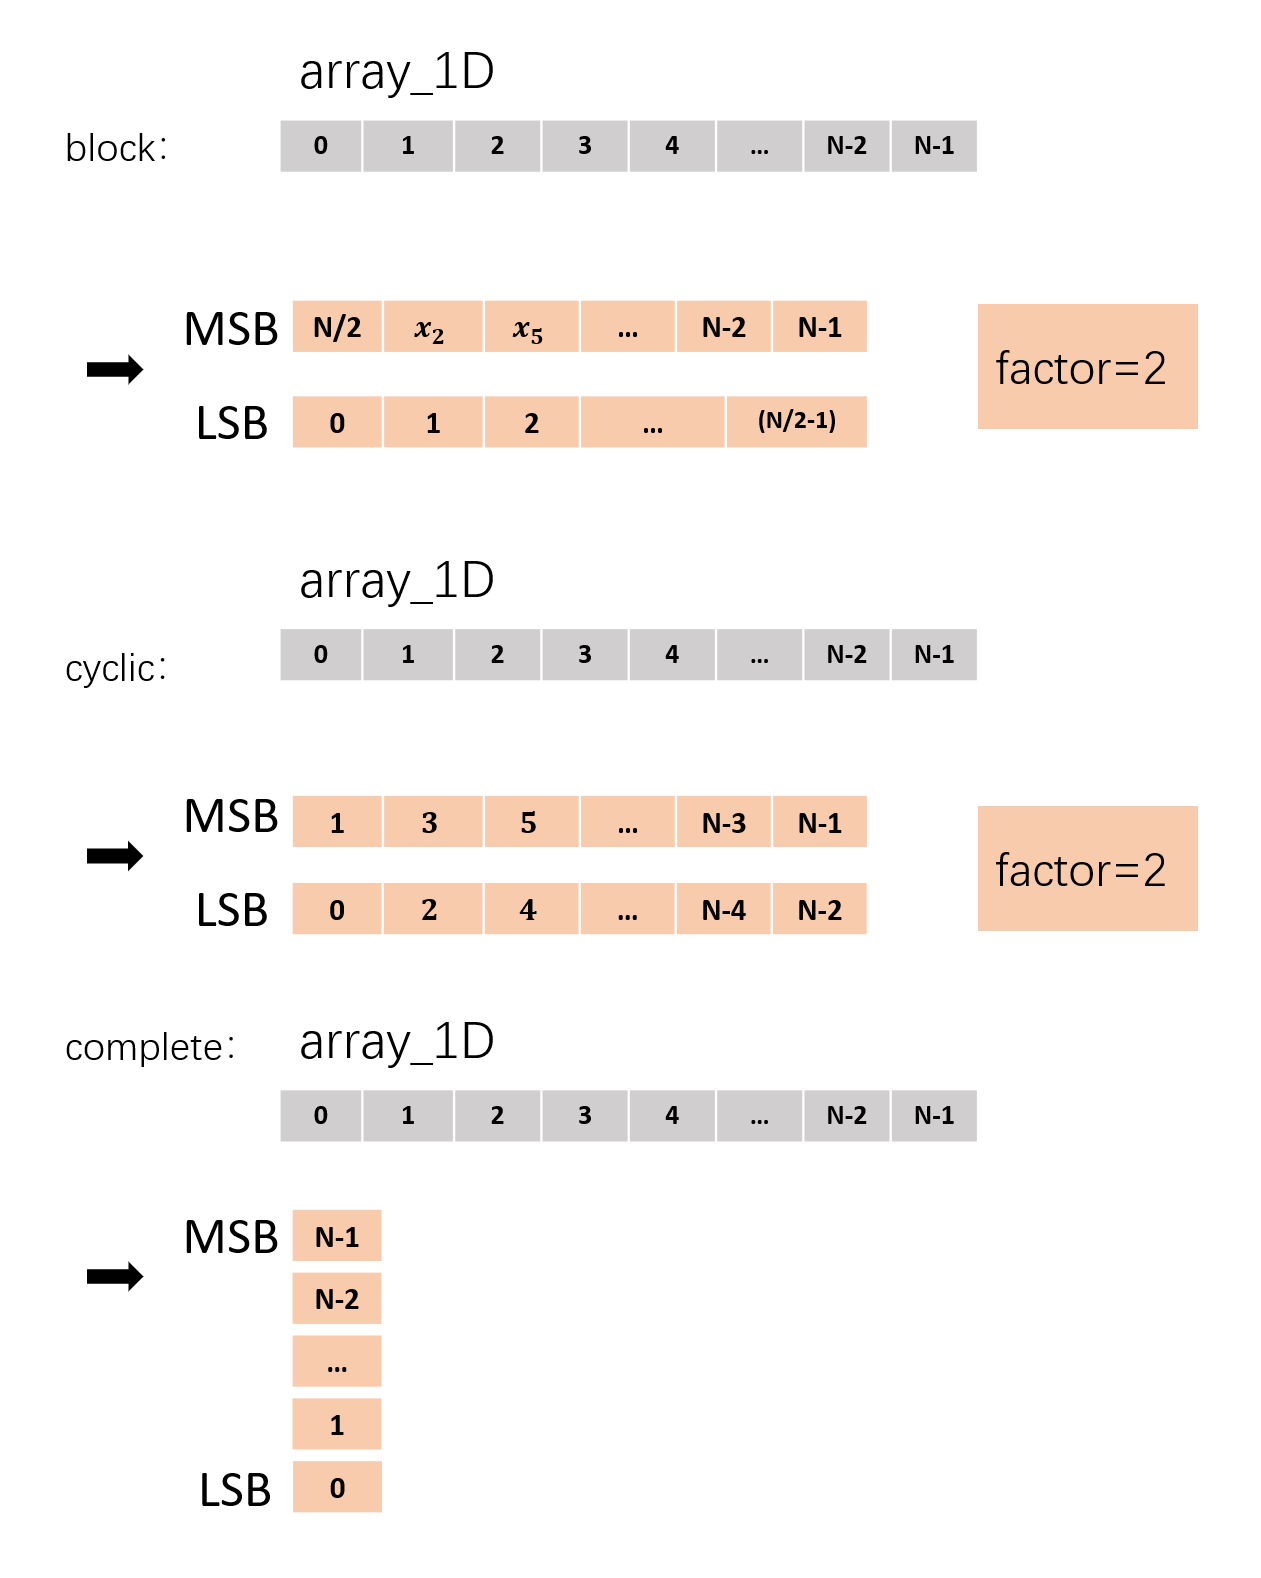 array_1D
block: 0 1 2 3 4 ... N-2 N-1
MSB N/2 x₂ x₅ ... N-2 N-1
factor=2
LSB 0 1 2 ... (N/2-1)
array_1D
cyclic: 0 1 2 3 4 ... N-2 N-1
MSB 1 3 5 ... N-3 N-1
factor=2
LSB 0 2 4 ... N-4 N-2
complete: array_1D
0 1 2 3 4 ... N-2 N-1
MSB N-1
N-2
...
1
LSB 0